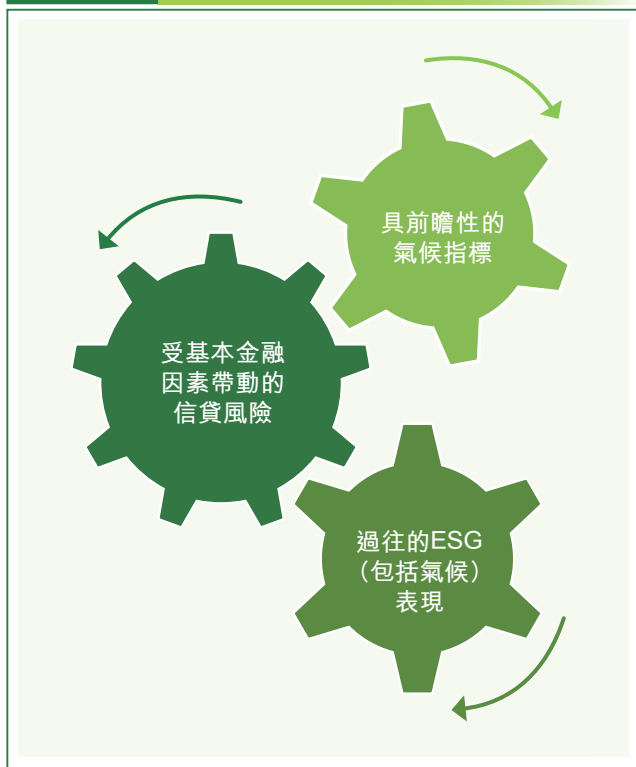 具前瞻性的
氣候指標
受基本金融
因素帶動的
信貸風險
過往的ESG
（包括氣候）
表現